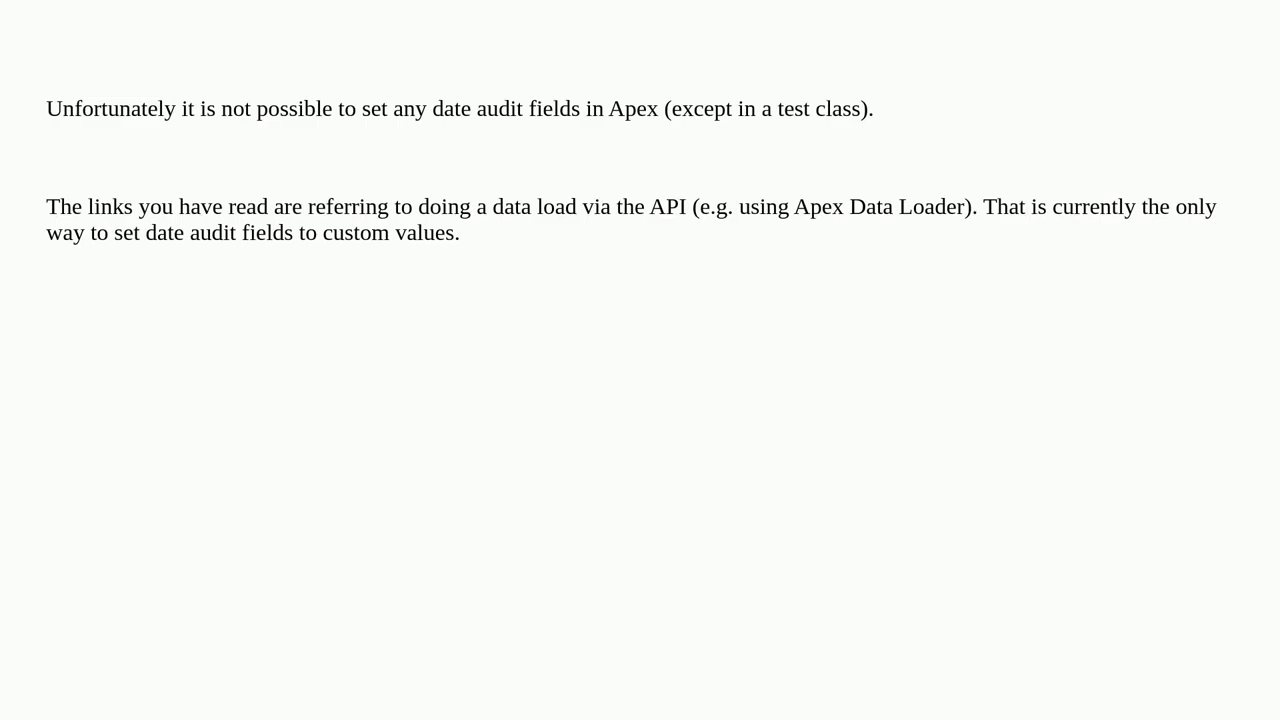 Unfortunately it is not possible to set any date audit fields in Apex (except in a test class).
The links you have read are referring to doing a data load via the API (e.g. using Apex Data Loader). That is currently the only
way to set date audit fields to custom values.